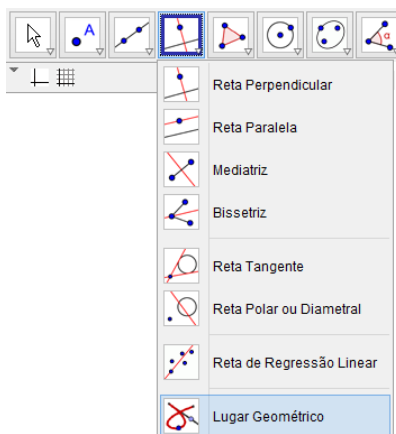 A
α
Reta Perpendicular
Reta Paralela
Mediatriz
Bissetriz
Reta Tangente
Reta Polar ou Diametral
Reta de Regressão Linear
Lugar Geométrico